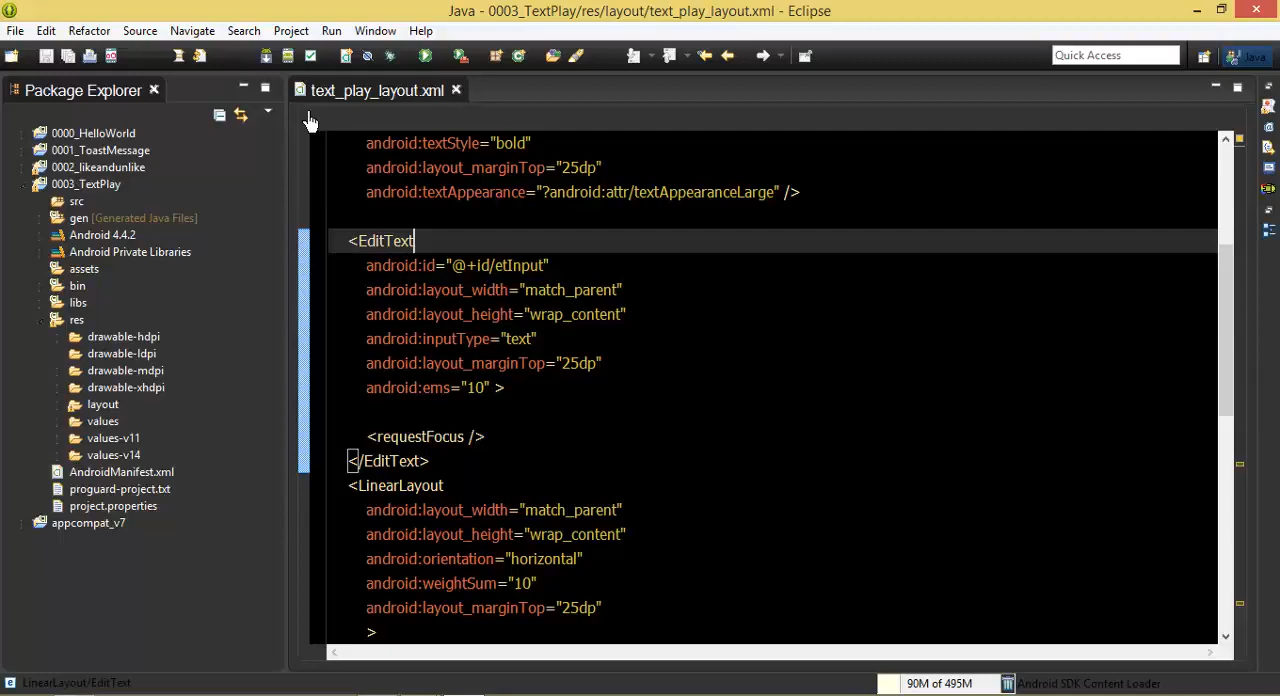 Java - 0003_TextPlay/res/layout/text_play_layout.xml - Eclipse
File Edit Refactor Source Navigate Search Project Run Window Help
Quick Access
Java
Package Explorer
text_play_layout.xml
0000_HelloWorld
0001_ToastMessage
0002_likeandunlike
0003_TextPlay
src
gen [Generated Java Files]
Android 4.4.2
Android Private Libraries
assets
bin
libs
res
drawable-hdpi
drawable-ldpi
drawable-mdpi
drawable-xhdpi
layout
values
values-v11
values-v14
AndroidManifest.xml
proguard-project.txt
project.properties
appcompat_v7
android:textStyle="bold"
android:layout_marginTop="25dp"
android:textAppearance="?android:attr/textAppearanceLarge" />
<EditText
android:id="@+id/etInput"
android:layout_width="match_parent"
android:layout_height="wrap_content"
android:inputType="text"
android:layout_marginTop="25dp"
android:ems="10" >
<requestFocus />
</EditText>
<LinearLayout
android:layout_width="match_parent"
android:layout_height="wrap_content"
android:orientation="horizontal"
android:weightSum="10"
android:layout_marginTop="25dp"
>
LinearLayout/EditText
90M of 495M
Android SDK Content Loader